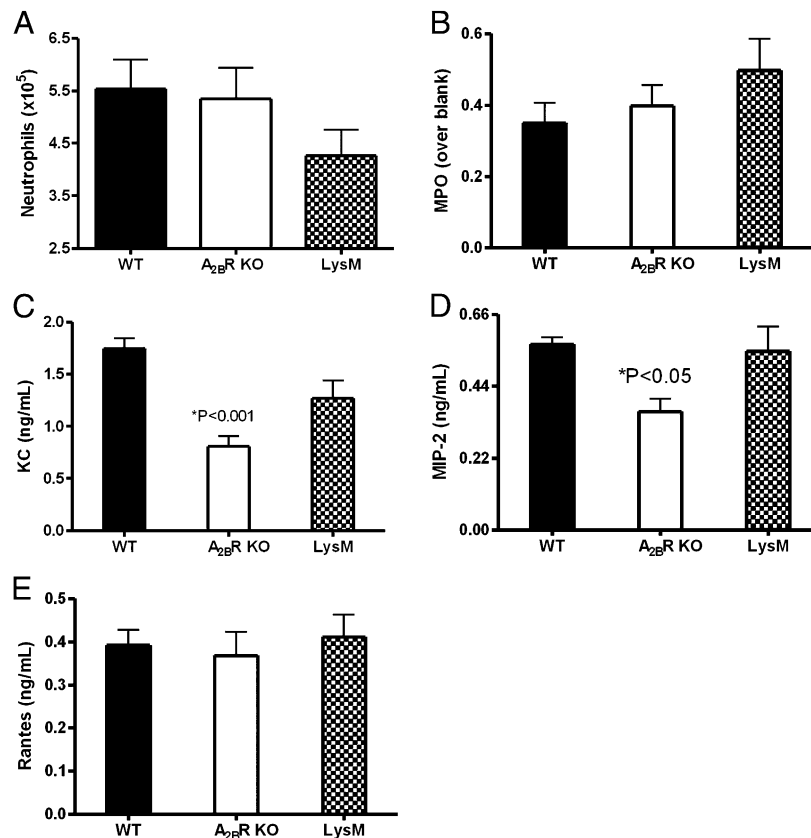 A
Neutrophils (x10⁵)
6.5
5.5
4.5
3.5
2.5
WT
A₂BR KO
LysM
B
MPO (over blank)
0.6
0.4
0.2
0.0
WT
A₂BR KO
LysM
C
KC (ng/mL)
2.0
1.5
1.0
0.5
0.0
*P<0.001
WT
A₂BR KO
LysM
D
MIP-2 (ng/mL)
0.66
0.44
0.22
0.00
*P<0.05
WT
A₂BR KO
LysM
E
Rantes (ng/mL)
0.5
0.4
0.3
0.2
0.1
0.0
WT
A₂BR KO
LysM